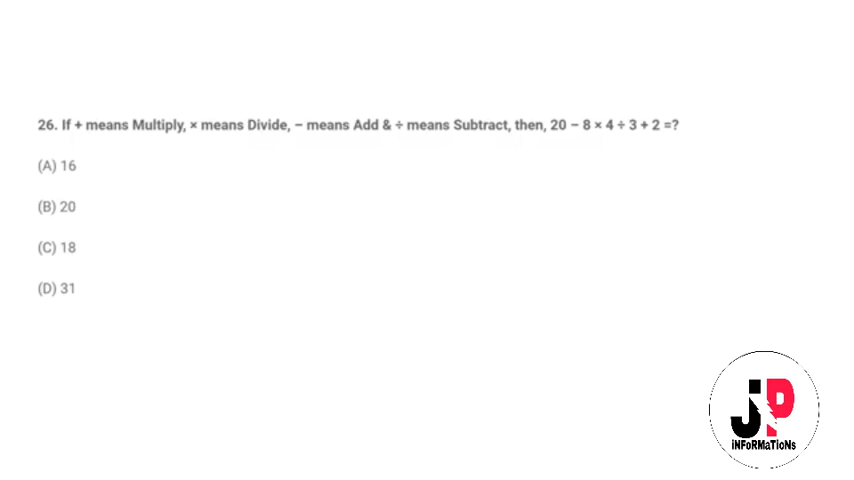 26. If + means Multiply, × means Divide, – means Add & ÷ means Subtract, then, 20 – 8 × 4 ÷ 3 + 2 =?
(A) 16
(B) 20
(C) 18
(D) 31
JP
iNFoRMaTioNs